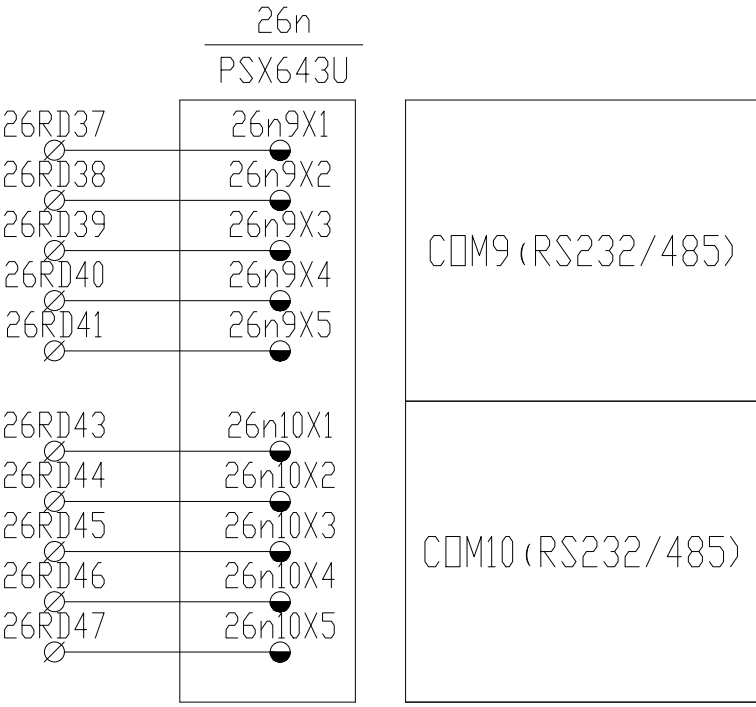 26n
PSX643U
26RD37 26n9X1
26RD38 26n9X2
26RD39 26n9X3
COM9(RS232/485)
26RD40 26n9X4
26RD41 26n9X5
26RD43 26n10X1
26RD44 26n10X2
26RD45 26n10X3
COM10(RS232/485)
26RD46 26n10X4
26RD47 26n10X5